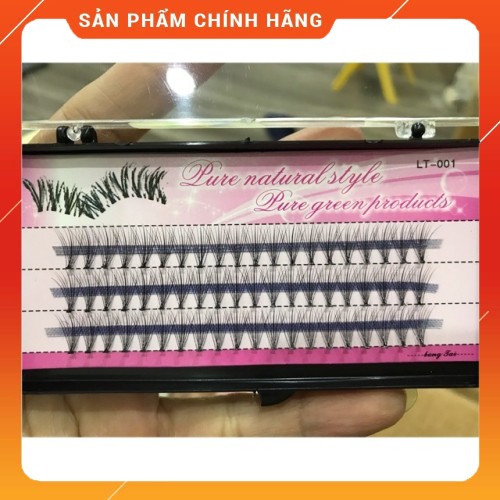 SẢN PHẨM CHÍNH HÃNG
LT-001
Pure natural style
Pure green products